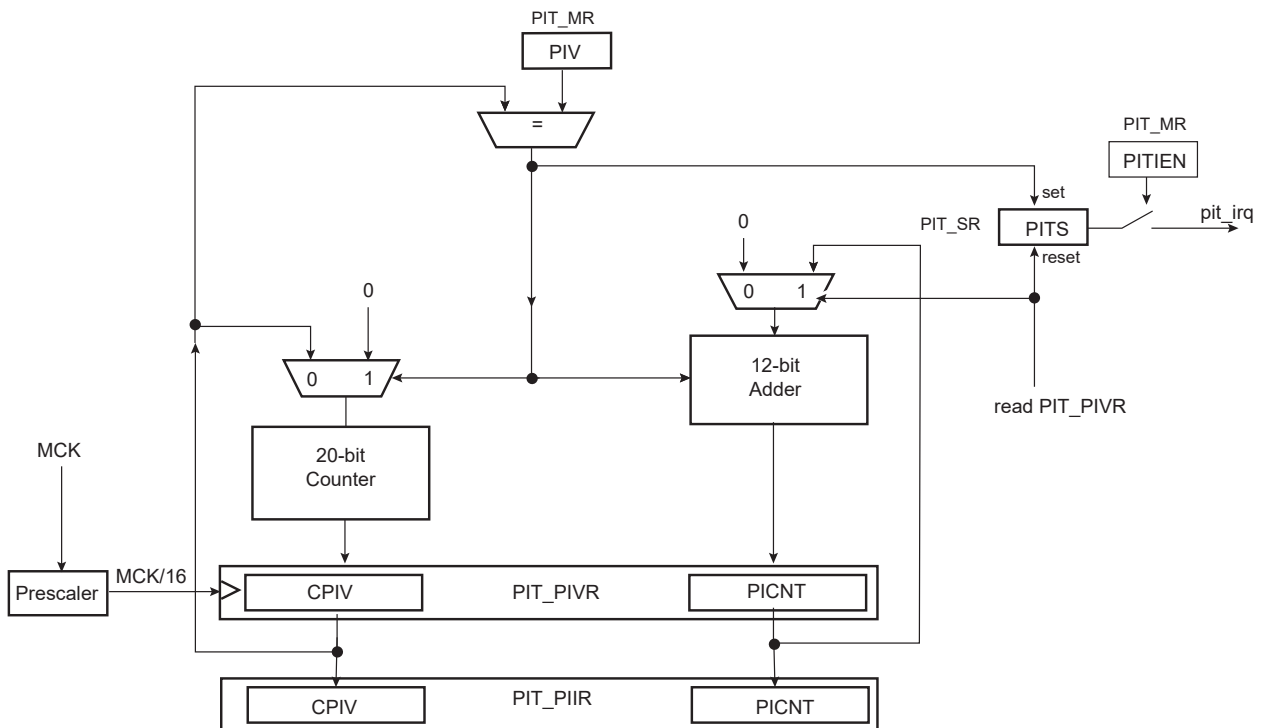 PIT_MR
PIV
=
PIT_MR
PITIEN
set
PIT_SR
PITS
pit_irq
reset
0
0 1
0
0 1
12-bit
Adder
read PIT_PIVR
MCK
20-bit
Counter
Prescaler
MCK/16
CPIV
PIT_PIVR
PICNT
CPIV
PIT_PIIR
PICNT